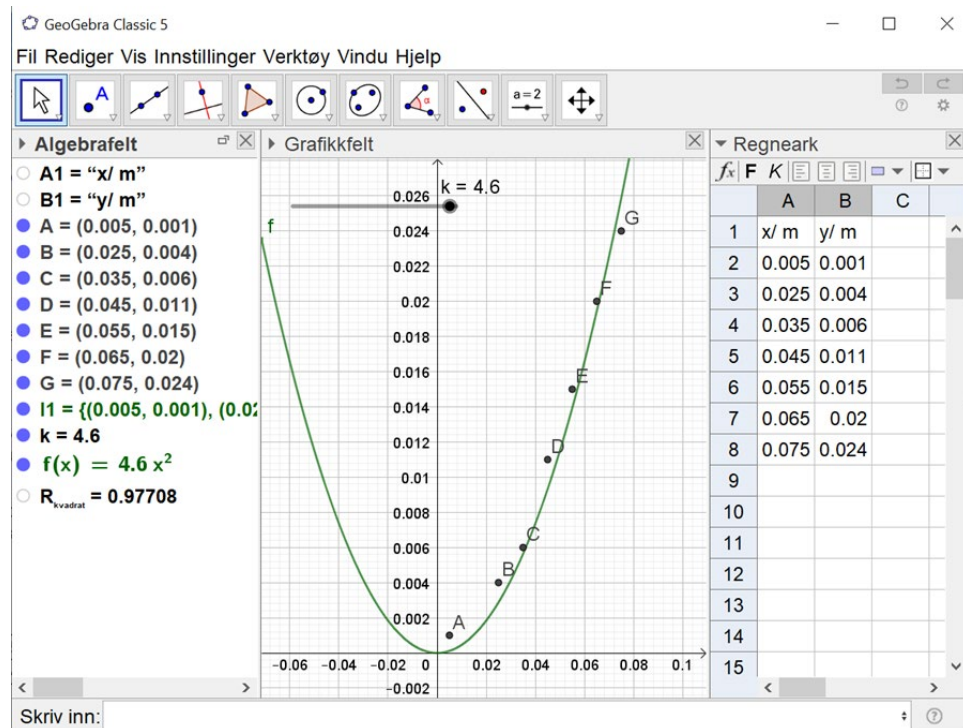 GeoGebra Classic 5
Fil Rediger Vis Innstillinger Verktøy Vindu Hjelp
A
α
a=2
Algebrafelt
A1 = “x/ m”
B1 = “y/ m”
A = (0.005, 0.001)
B = (0.025, 0.004)
C = (0.035, 0.006)
D = (0.045, 0.011)
E = (0.055, 0.015)
F = (0.065, 0.02)
G = (0.075, 0.024)
l1 = {(0.005, 0.001), (0.02
k = 4.6
f(x) = 4.6 x²
R kvadrat = 0.97708
Grafikkfelt
k = 4.6
f
0.026
0.024
0.022
0.02
0.018
0.016
0.014
0.012
0.01
0.008
0.006
0.004
0.002
-0.002
-0.06 -0.04 -0.02 0 0.02 0.04 0.06 0.08 0.1
G
F
E
D
C
B
A
Regneark
fx F K
A B C
1 x/ m y/ m
2 0.005 0.001
3 0.025 0.004
4 0.035 0.006
5 0.045 0.011
6 0.055 0.015
7 0.065 0.02
8 0.075 0.024
9
10
11
12
13
14
15
Skriv inn: